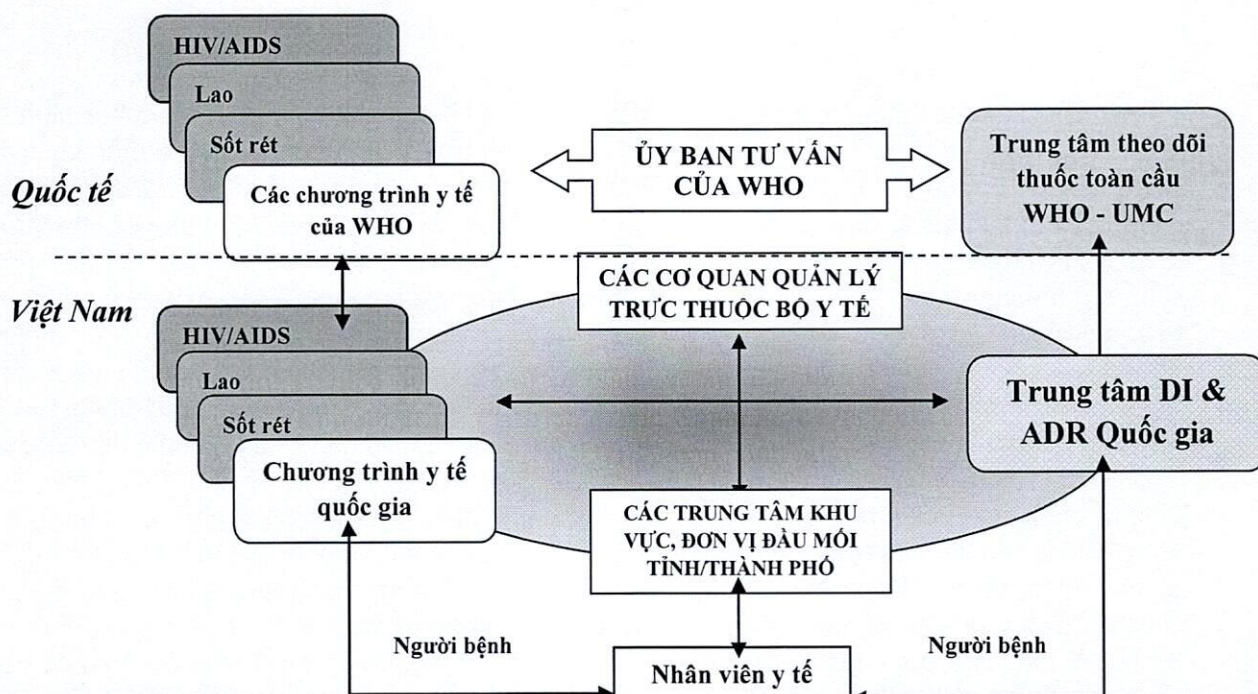 HIV/AIDS
Lao
Sốt rét
Các chương trình y tế
của WHO
Quốc tế
ỦY BAN TƯ VẤN
CỦA WHO
Trung tâm theo dõi
thuốc toàn cầu
WHO - UMC
Việt Nam
CÁC CƠ QUAN QUẢN LÝ
TRỰC THUỘC BỘ Y TẾ
HIV/AIDS
Lao
Sốt rét
Chương trình y tế
quốc gia
Trung tâm DI &
ADR Quốc gia
CÁC TRUNG TÂM KHU
VỰC, ĐƠN VỊ ĐẦU MỐI
TỈNH/THÀNH PHỐ
Người bệnh
Nhân viên y tế
Người bệnh